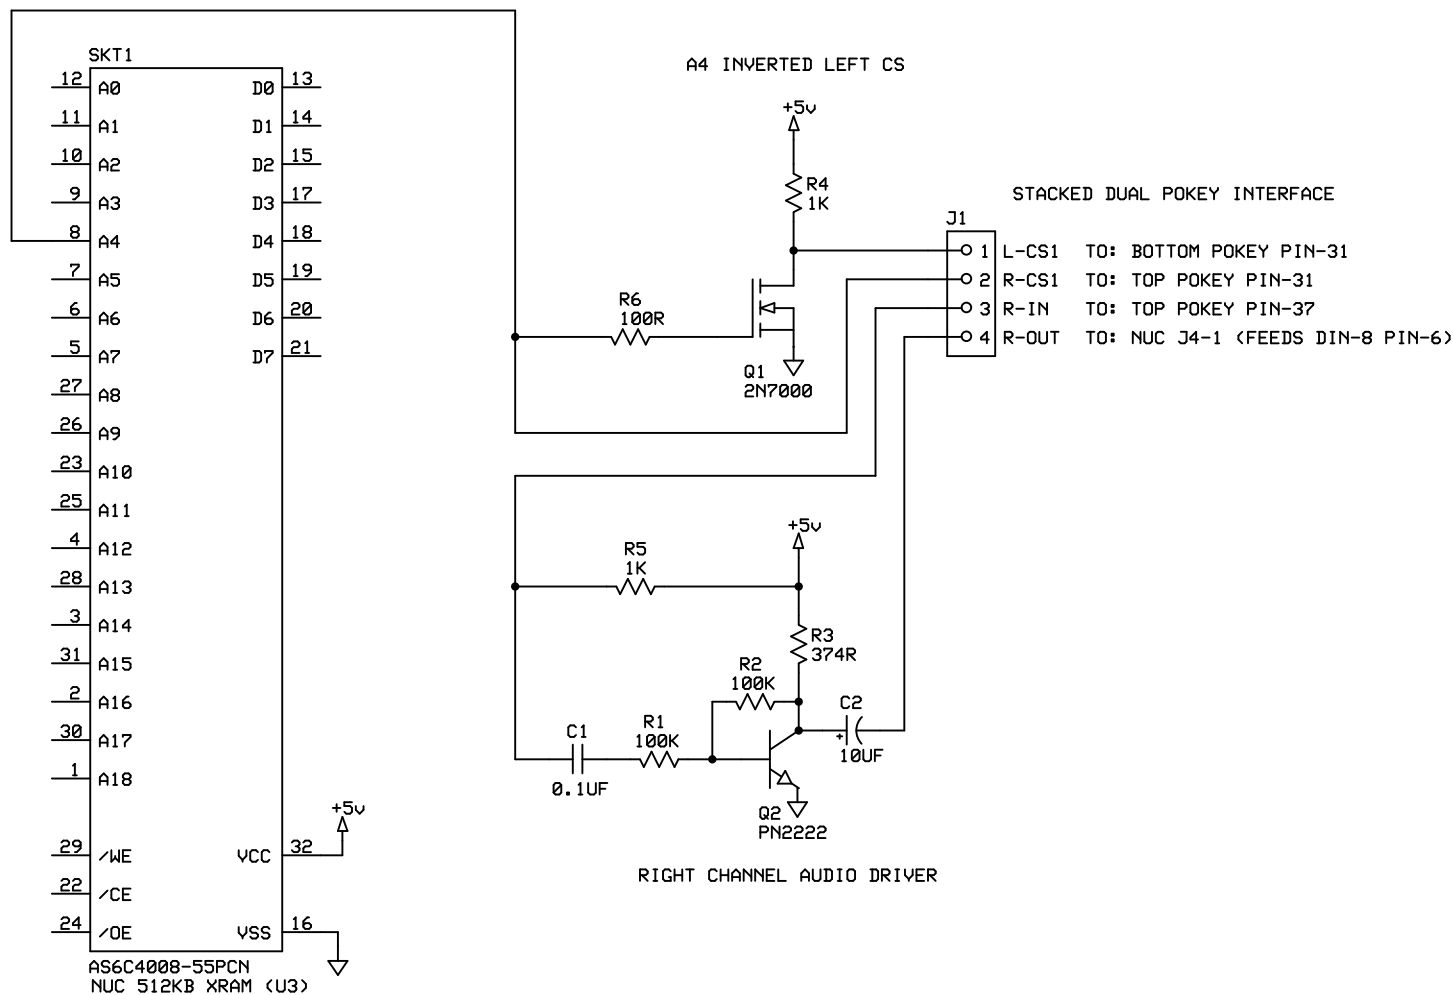 SKT1
12 A0 D0 13
11 A1 D1 14
10 A2 D2 15
9 A3 D3 17
8 A4 D4 18
7 A5 D5 19
6 A6 D6 20
5 A7 D7 21
27 A8
26 A9
23 A10
25 A11
4 A12
28 A13
3 A14
31 A15
2 A16
30 A17
1 A18
+5v
29 /WE VCC 32
22 /CE
24 /OE VSS 16
AS6C4008-55PCN
NUC 512KB XRAM (U3)
A4 INVERTED LEFT CS
+5v
R4
1K
R6
100R
Q1
2N7000
STACKED DUAL POKEY INTERFACE
J1
1 L-CS1 TO: BOTTOM POKEY PIN-31
2 R-CS1 TO: TOP POKEY PIN-31
3 R-IN TO: TOP POKEY PIN-37
4 R-OUT TO: NUC J4-1 (FEEDS DIN-8 PIN-6)
+5v
R5
1K
R3
374R
R2
100K
C2
+
10UF
R1
100K
C1
0.1UF
Q2
PN2222
RIGHT CHANNEL AUDIO DRIVER